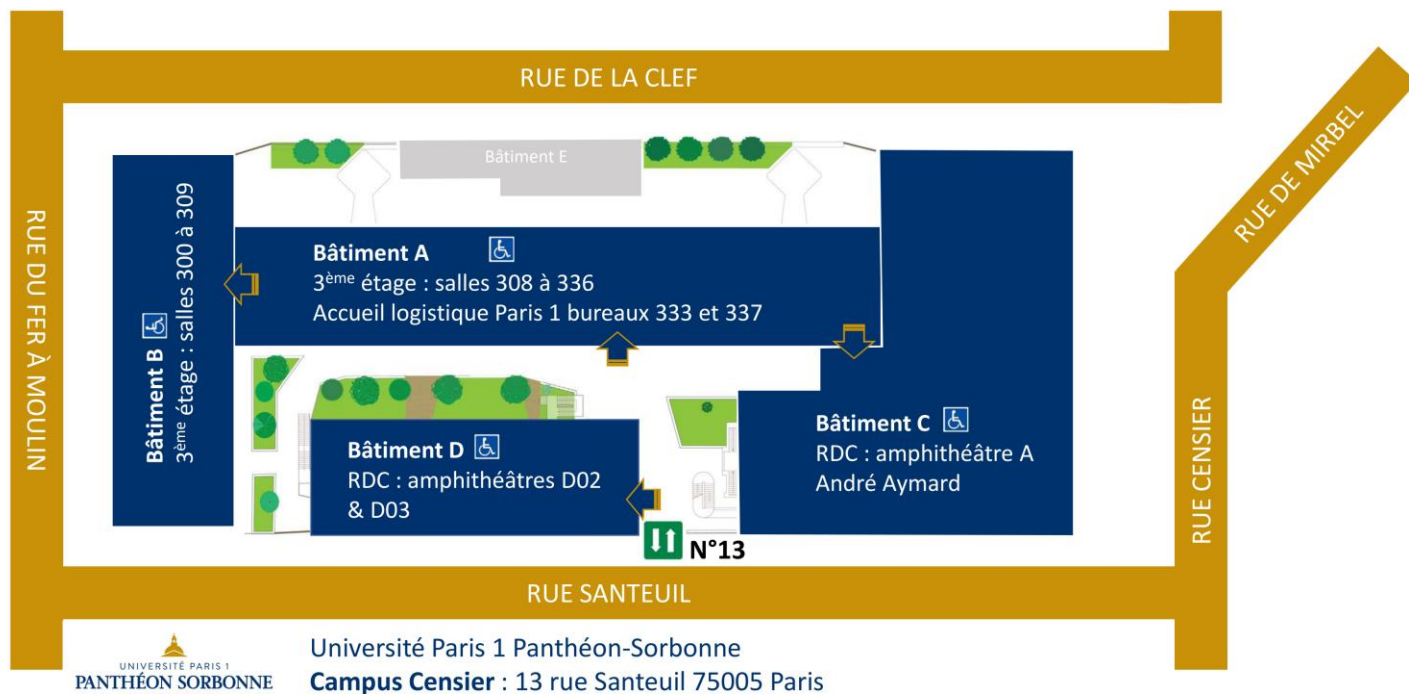 RUE DE LA CLEF
RUE DE MIRBEL
RUE DU FER À MOULIN
Bâtiment E
Bâtiment B
3ème étage : salles 300 à 309
Bâtiment A
3ème étage : salles 308 à 336
Accueil logistique Paris 1 bureaux 333 et 337
Bâtiment D
RDC : amphithéâtres D02
& D03
Bâtiment C
RDC : amphithéâtre A
André Aymard
RUE CENSIER
N°13
RUE SANTEUIL
UNIVERSITÉ PARIS 1
PANTHÉON SORBONNE
Université Paris 1 Panthéon-Sorbonne
Campus Censier : 13 rue Santeuil 75005 Paris